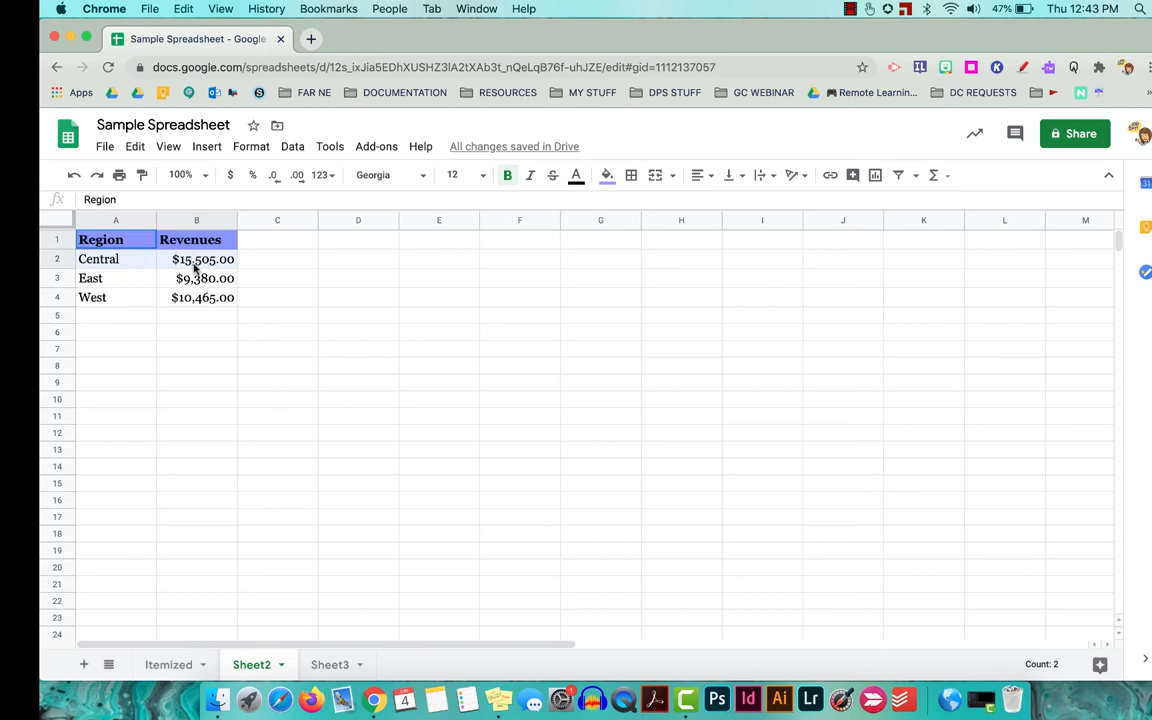 Chrome File Edit View History Bookmarks People Tab Window Help 47% Thu 12:43 PM
Sample Spreadsheet - Google
docs.google.com/spreadsheets/d/12s_ixJia5EDhXUSHZ3lA2tXAb3t_nQeLqB76f-uhJZE/edit#gid=1112137057
Apps FAR NE DOCUMENTATION RESOURCES MY STUFF DPS STUFF GC WEBINAR Remote Learnin... DC REQUESTS
Sample Spreadsheet
Share
File Edit View Insert Format Data Tools Add-ons Help All changes saved in Drive
100% $ % .0 .00 123 Georgia 12 B I S A
fx Region
A B C D E F G H I J K L M
1 Region Revenues
2 Central $15,505.00
3 East $9,380.00
4 West $10,465.00
5
6
7
8
9
10
11
12
13
14
15
16
17
18
19
20
21
22
23
24
Itemized Sheet2 Sheet3 Count: 2